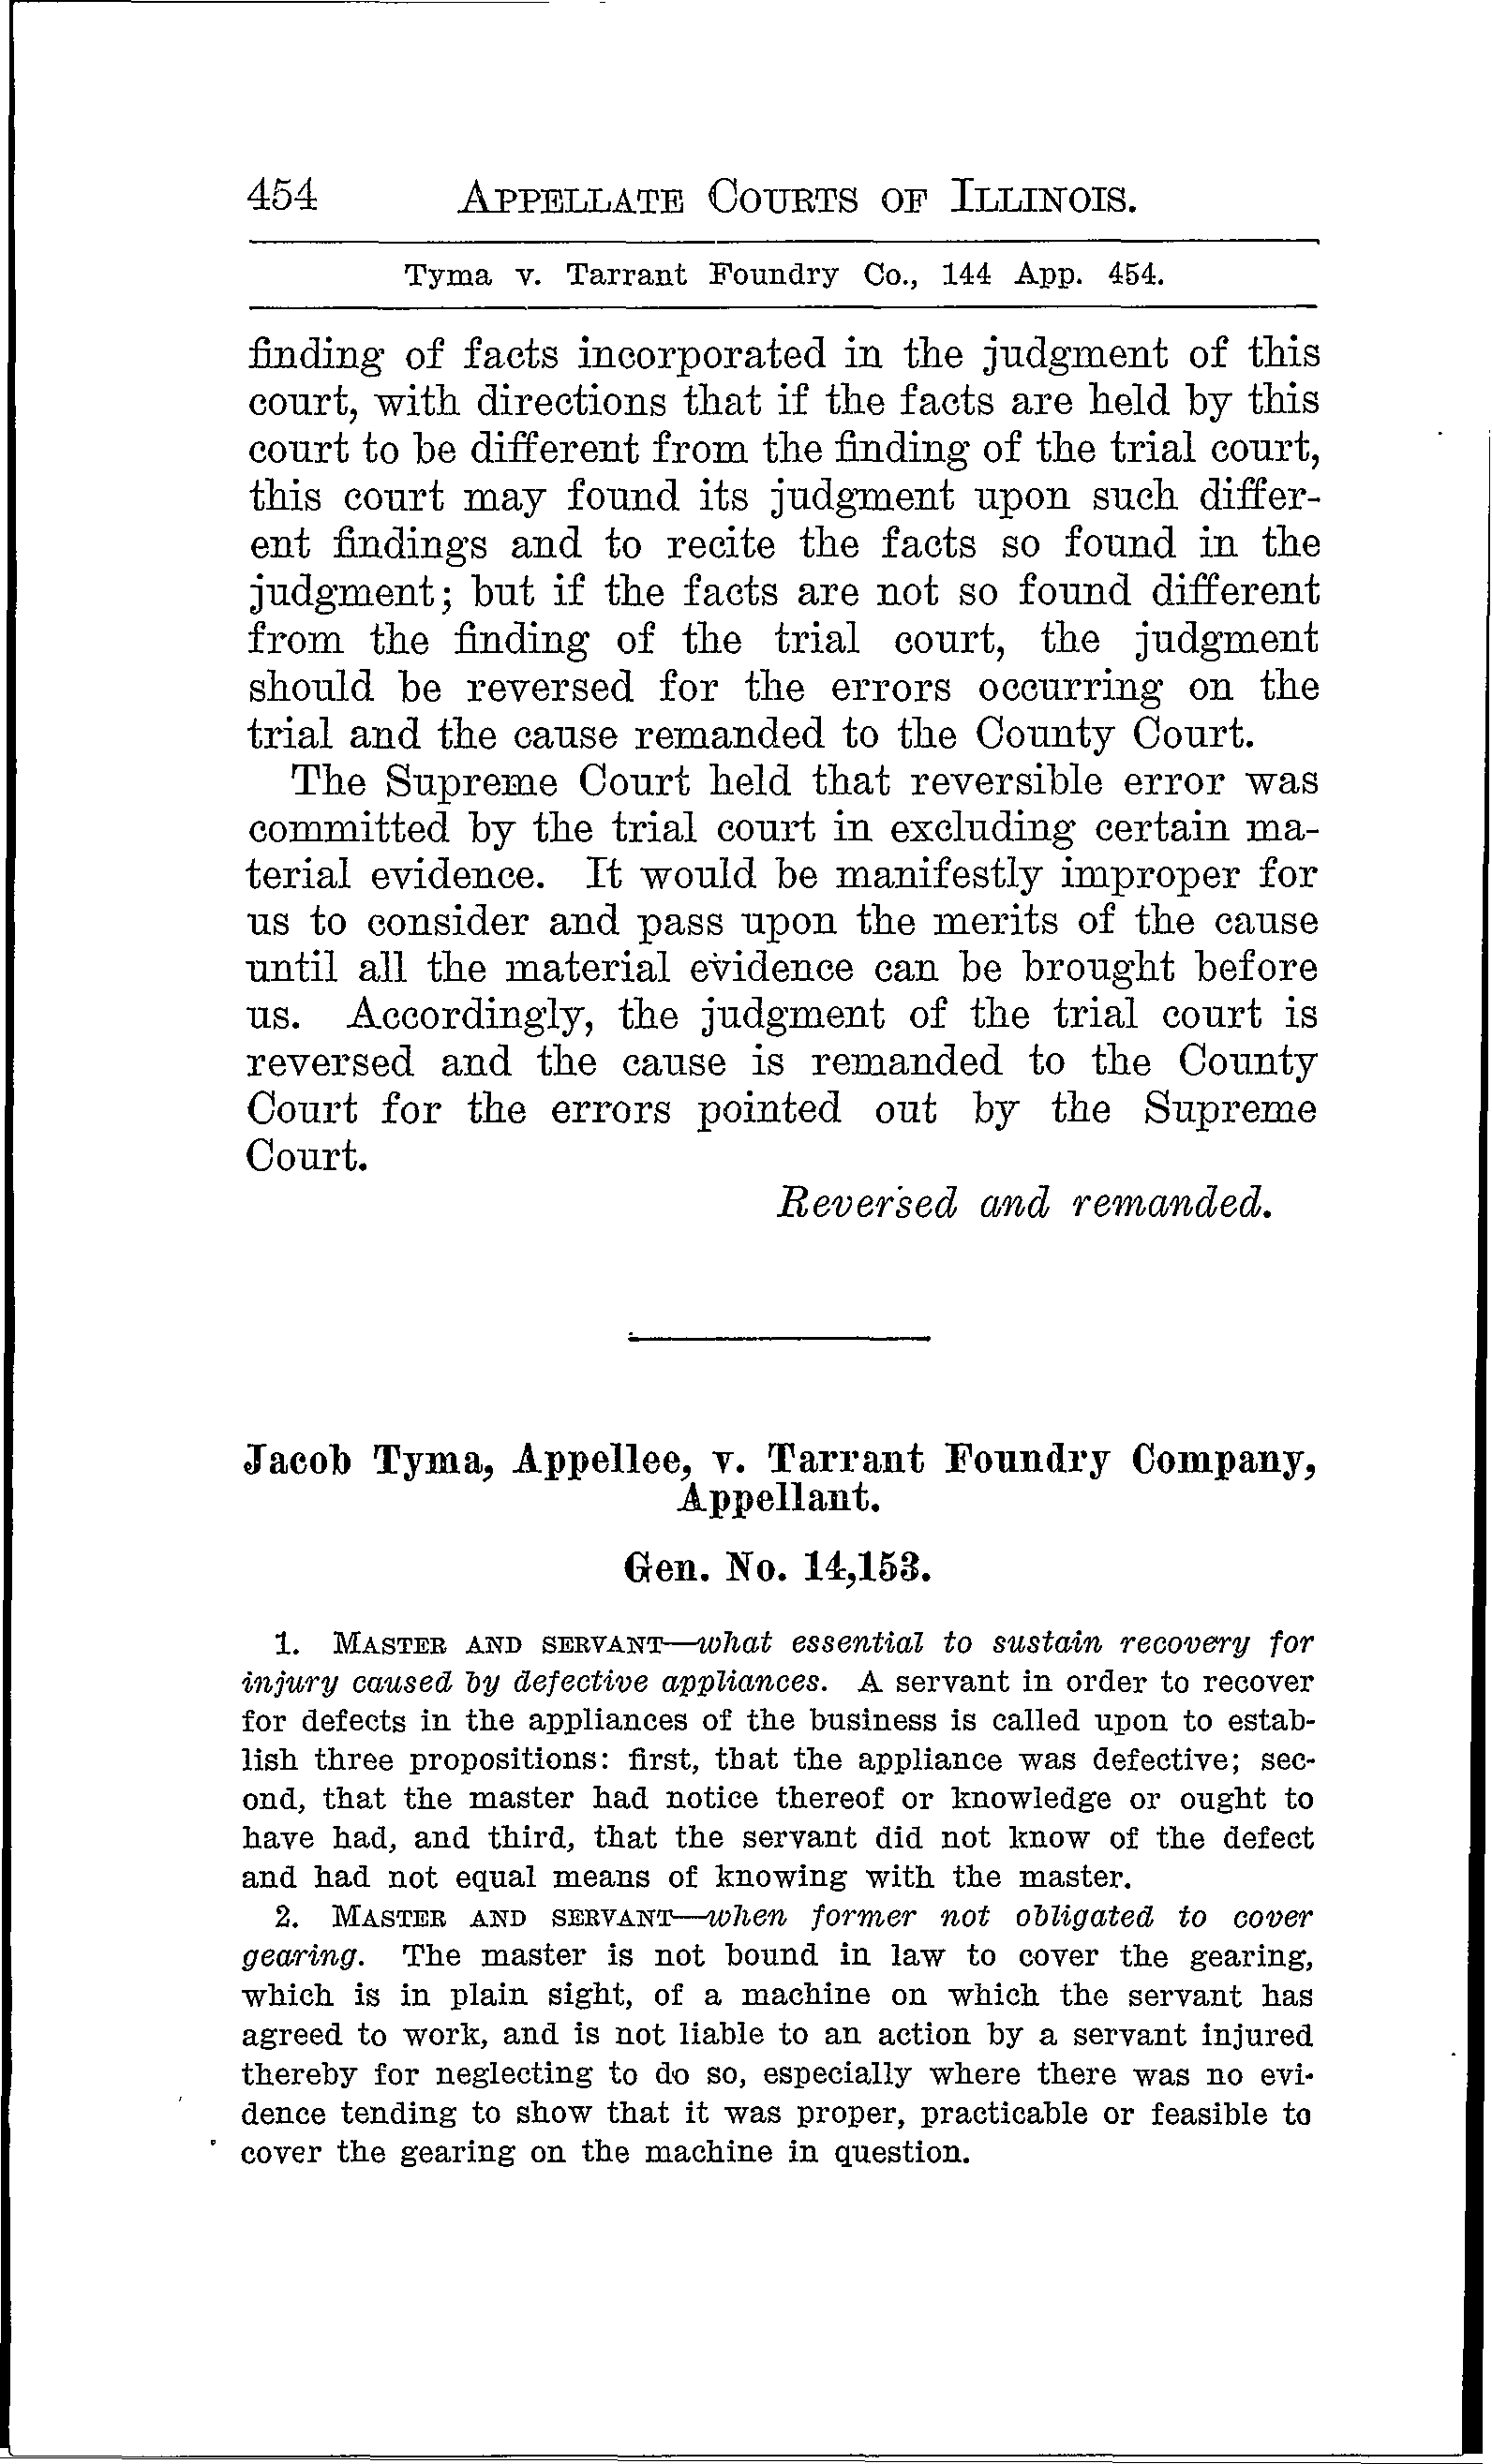 454 APPELLATE COURTS OF ILLINOIS.
Tyma v. Tarrant Foundry Co., 144 App. 454.
finding of facts incorporated in the judgment of this
court, with directions that if the facts are held by this
court to be different from the finding of the trial court,
this court may found its judgment upon such differ-
ent findings and to recite the facts so found in the
judgment; but if the facts are not so found different
from the finding of the trial court, the judgment
should be reversed for the errors occurring on the
trial and the cause remanded to the County Court.
The Supreme Court held that reversible error was
committed by the trial court in excluding certain ma-
terial evidence. It would be manifestly improper for
us to consider and pass upon the merits of the cause
until all the material evidence can be brought before
us. Accordingly, the judgment of the trial court is
reversed and the cause is remanded to the County
Court for the errors pointed out by the Supreme
Court.
Reversed and remanded.
Jacob Tyma, Appellee, v. Tarrant Foundry Company,
Appellant.
Gen. No. 14,153.
1. MASTER AND SERVANT—what essential to sustain recovery for
injury caused by defective appliances. A servant in order to recover
for defects in the appliances of the business is called upon to estab-
lish three propositions: first, that the appliance was defective; sec-
ond, that the master had notice thereof or knowledge or ought to
have had, and third, that the servant did not know of the defect
and had not equal means of knowing with the master.
2. MASTER AND SERVANT—when former not obligated to cover
gearing. The master is not bound in law to cover the gearing,
which is in plain sight, of a machine on which the servant has
agreed to work, and is not liable to an action by a servant injured
thereby for neglecting to do so, especially where there was no evi-
dence tending to show that it was proper, practicable or feasible to
cover the gearing on the machine in question.